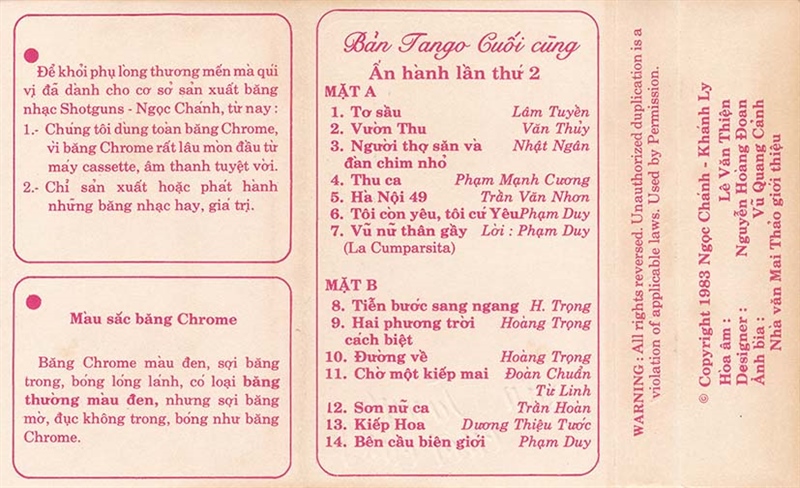 Để khỏi phụ lòng thương mến mà quí
vị đã dành cho cơ sở sản xuất băng
nhạc Shotguns - Ngọc Chánh, từ nay :
1.- Chúng tôi dùng toàn băng Chrome,
vì băng Chrome rất lâu mòn đầu từ
máy cassette, âm thanh tuyệt vời.
2.- Chỉ sản xuất hoặc phát hành
những băng nhạc hay, giá trị.
Màu sắc băng Chrome
Băng Chrome màu đen, sợi băng
trong, bóng lóng lánh, có loại băng
thường màu đen, nhưng sợi băng
mờ, đục không trong, bóng như băng
Chrome.
Bản Tango Cuối cùng
Ấn hành lần thứ 2
MẶT A
1. Tơ sầu Lâm Tuyền
2. Vườn Thu Văn Thủy
3. Người thợ săn và Nhật Ngân
đàn chim nhỏ
4. Thu ca Phạm Mạnh Cương
5. Hà Nội 49 Trần Văn Nhơn
6. Tôi còn yêu, tôi cứ Yêu Phạm Duy
7. Vũ nữ thân gầy Lời : Phạm Duy
(La Cumparsita)
MẶT B
8. Tiễn bước sang ngang H. Trọng
9. Hai phương trời Hoàng Trọng
cách biệt
10. Đường về Hoàng Trọng
11. Chờ một kiếp mai Đoàn Chuẩn
Từ Linh
12. Sơn nữ ca Trần Hoàn
13. Kiếp Hoa Dương Thiệu Tước
14. Bên cầu biên giới Phạm Duy
WARNING : All rights reversed. Unauthorized duplication is a
violation of applicable laws. Used by Permission.
© Copyright 1983 Ngọc Chánh - Khánh Ly
Hoa âm : Lê Văn Thiện
Designer : Nguyễn Hoàng Đoan
Ảnh bìa : Vũ Quang Cảnh
Nhà văn Mai Thảo giới thiệu